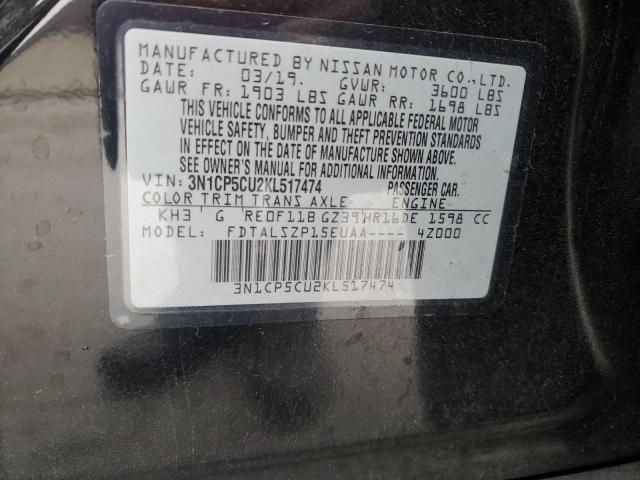 MANUFACTURED BY NISSAN MOTOR CO., LTD.
DATE: 03/19. GVWR: 3600 LBS
GAWR FR: 1903 LBS GAWR RR: 1698 LBS
THIS VEHICLE CONFORMS TO ALL APPLICABLE FEDERAL MOTOR
VEHICLE SAFETY, BUMPER AND THEFT PREVENTION STANDARDS
IN EFFECT ON THE DATE OF MANUFACTURE SHOWN ABOVE.
SEE OWNER'S MANUAL FOR ADDITIONAL INFORMATION.
VIN: 3N1CP5CU2KL517474 PASSENGER CAR.
COLOR TRIM TRANS AXLE ENGINE
KH3 G RE0F11B GZ39 HR16DE 1598 CC
MODEL: FDTALSZP15EUAA---- 4Z000
3N1CP5CU2KL517474